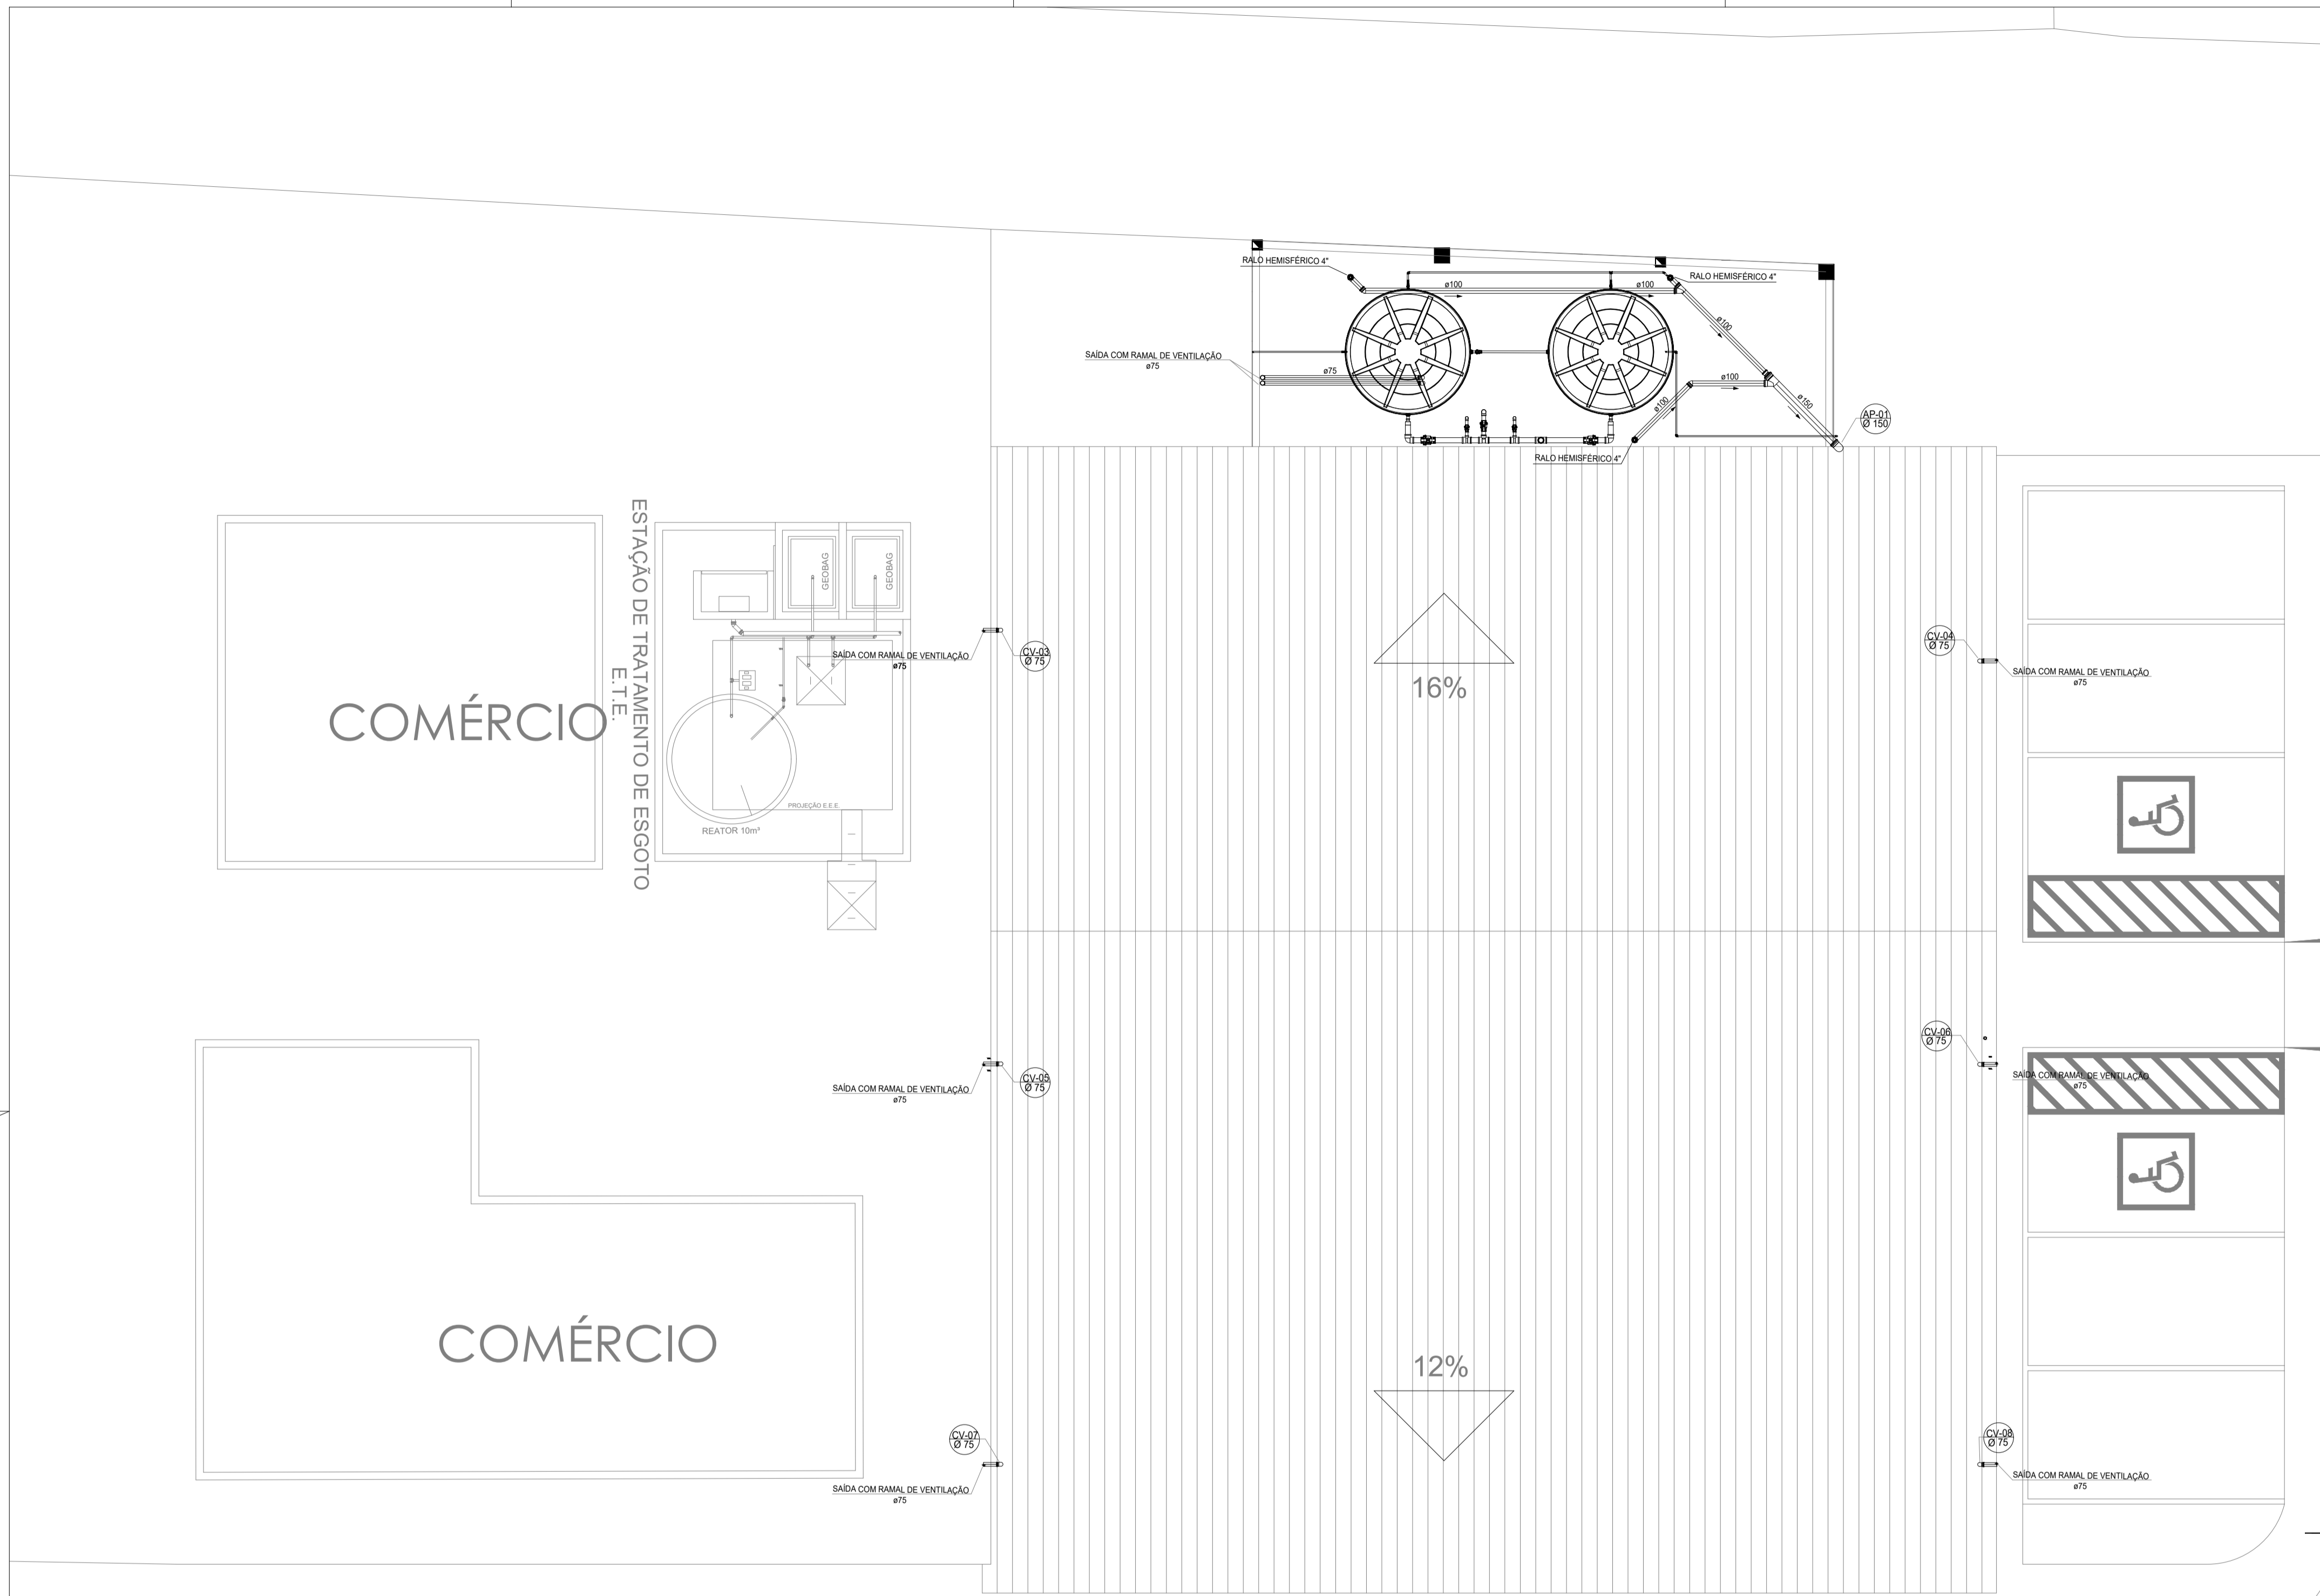 RALO HEMISFÉRICO 4"
RALO HEMISFÉRICO 4"
ø100
ø100
ø100
SAÍDA COM RAMAL DE VENTILAÇÃO
ø75
ø75
ø100
ø100
ø150
AP-01
Ø 150
RALO HEMISFÉRICO 4"
ESTAÇÃO DE TRATAMENTO DE ESGOTO
E.T.E.
GEOBAG
GEOBAG
SAÍDA COM RAMAL DE VENTILAÇÃO
ø75
CV-03
Ø 75
CV-04
Ø 75
SAÍDA COM RAMAL DE VENTILAÇÃO
ø75
16%
COMÉRCIO
PROJEÇÃO E.E.E.
REATOR 10m³
CV-06
Ø 75
SAÍDA COM RAMAL DE VENTILAÇÃO
ø75
CV-05
Ø 75
SAÍDA COM RAMAL DE VENTILAÇÃO
ø75
COMÉRCIO
12%
CV-07
Ø 75
SAÍDA COM RAMAL DE VENTILAÇÃO
ø75
CV-08
Ø 75
SAÍDA COM RAMAL DE VENTILAÇÃO
ø75